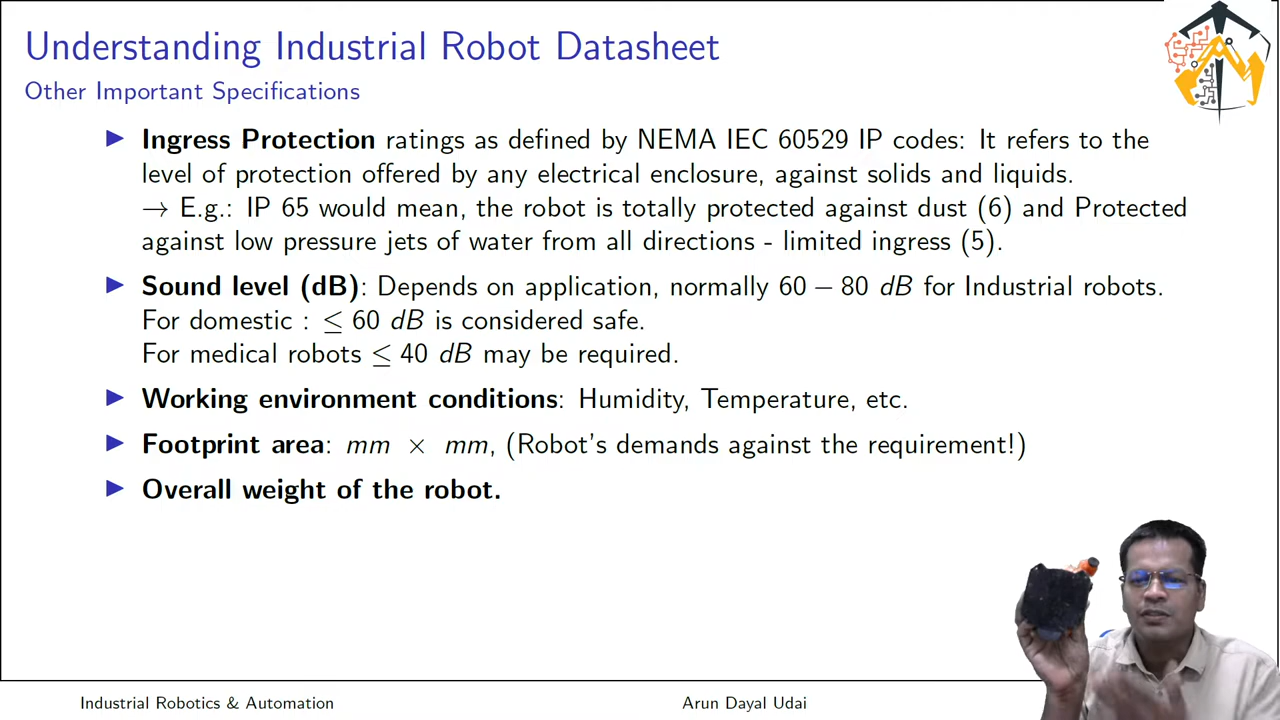 Understanding Industrial Robot Datasheet
Other Important Specifications
▶ Ingress Protection ratings as defined by NEMA IEC 60529 IP codes: It refers to the
level of protection offered by any electrical enclosure, against solids and liquids.
→ E.g.: IP 65 would mean, the robot is totally protected against dust (6) and Protected
against low pressure jets of water from all directions - limited ingress (5).
▶ Sound level (dB): Depends on application, normally 60 − 80 dB for Industrial robots.
For domestic : ≤ 60 dB is considered safe.
For medical robots ≤ 40 dB may be required.
▶ Working environment conditions: Humidity, Temperature, etc.
▶ Footprint area: mm × mm, (Robot's demands against the requirement!)
▶ Overall weight of the robot.
Industrial Robotics & Automation
Arun Dayal Udai